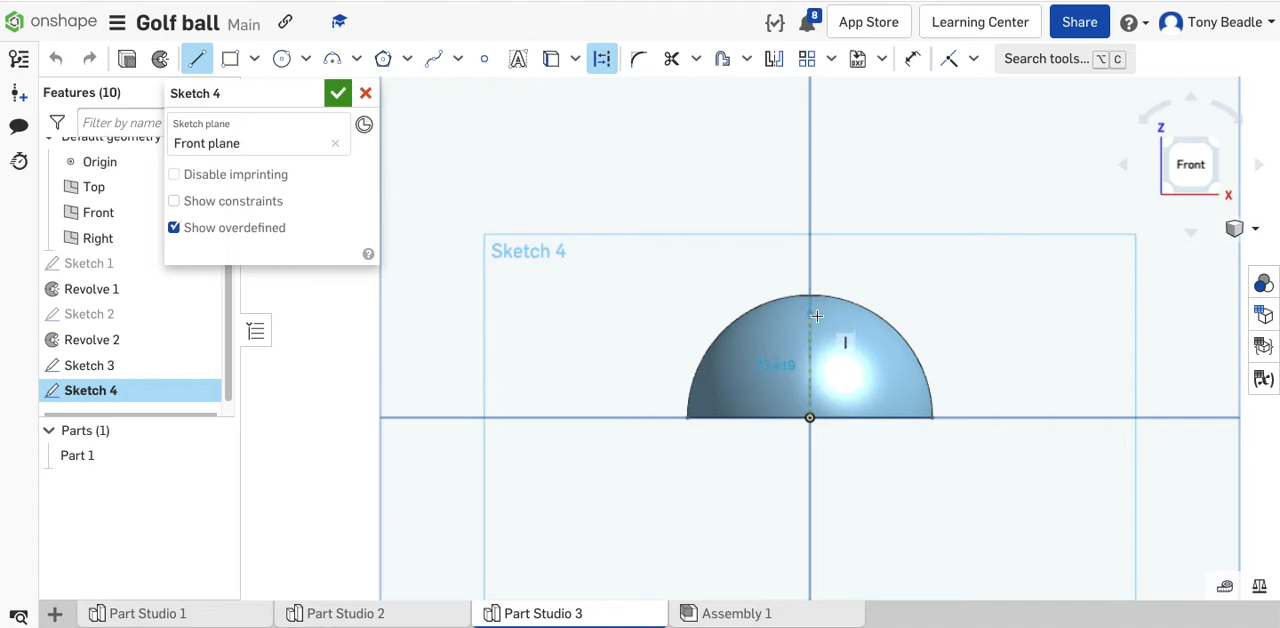 onshape
Golf ball
Main
8
App Store
Learning Center
Share
Tony Beadle
Search tools...
⌥ C
Features (10)
Filter by name
Default geometry
Origin
Top
Front
Right
Sketch 1
Revolve 1
Sketch 2
Revolve 2
Sketch 3
Sketch 4
Parts (1)
Part 1
Sketch 4
Sketch plane
Front plane
Disable imprinting
Show constraints
Show overdefined
Sketch 4
Z
Front
X
Part Studio 1
Part Studio 2
Part Studio 3
Assembly 1